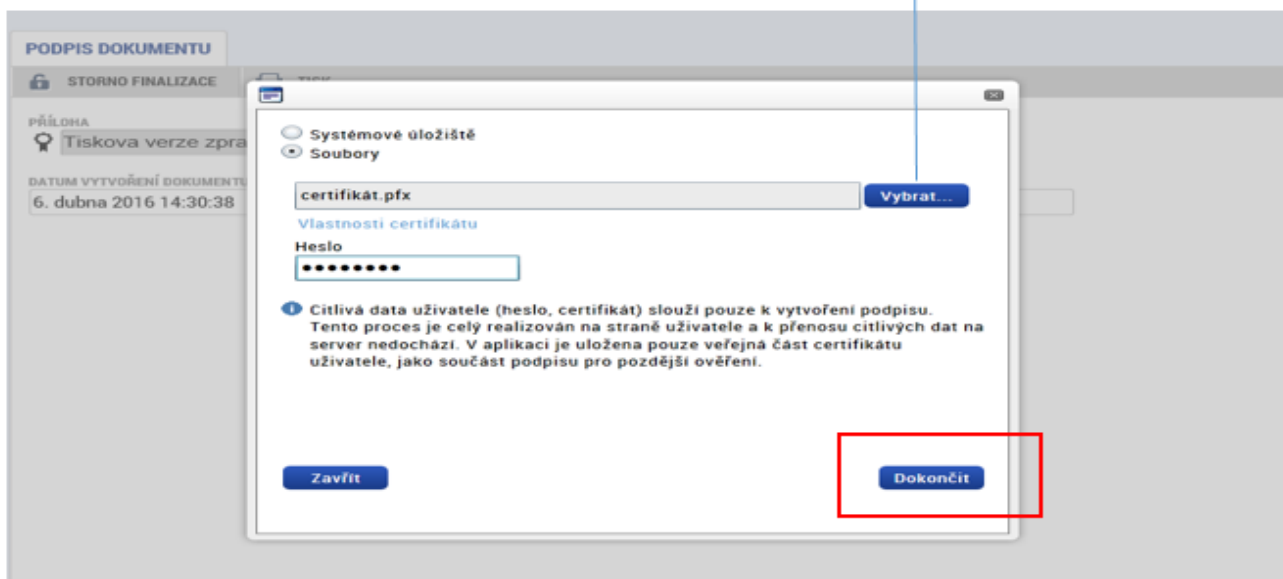 PODPIS DOKUMENTU
STORNO FINALIZACE
TISK
PŘÍLOHA
Tiskova verze zpra
DATUM VYTVOŘENÍ DOKUMENTU
6. dubna 2016 14:30:38
Systémové úložiště
Soubory
certifikát.pfx
Vybrat...
Vlastnosti certifikátu
Heslo
Citlivá data uživatele (heslo, certifikát) slouží pouze k vytvoření podpisu.
Tento proces je celý realizován na straně uživatele a k přenosu citlivých dat na
server nedochází. V aplikaci je uložena pouze veřejná část certifikátu
uživatele, jako součást podpisu pro pozdější ověření.
Zavřít
Dokončit